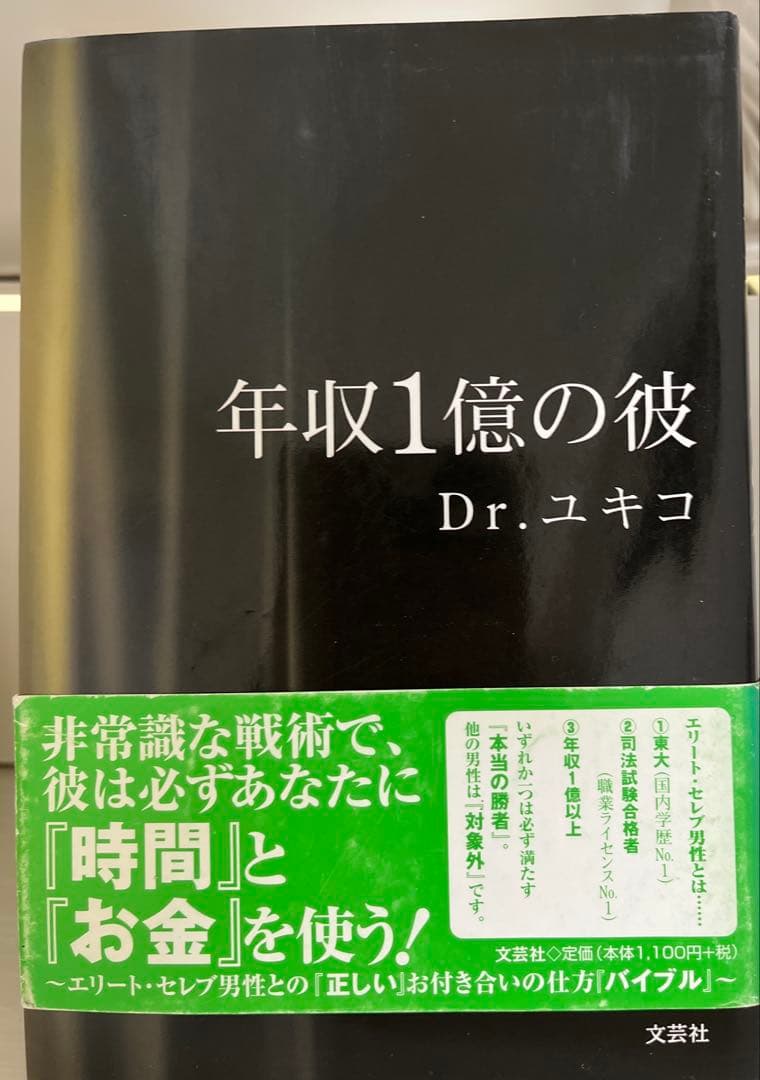 年収1億の彼
Dr.ユキコ
非常識な戦術で、
彼は必ずあなたに
『時間』と
『お金』を使う!
エリート・セレブ男性とは……
①東大(国内学歴No.1)
②司法試験合格者
(職業ライセンスNo.1)
③年収1億以上
いずれか一つは必ず満たす
『本当の勝者』。
他の男性は『対象外』です。
文芸社◇定価(本体1,100円+税)
～エリート・セレブ男性との『正しい』お付き合いの仕方『バイブル』～
文芸社